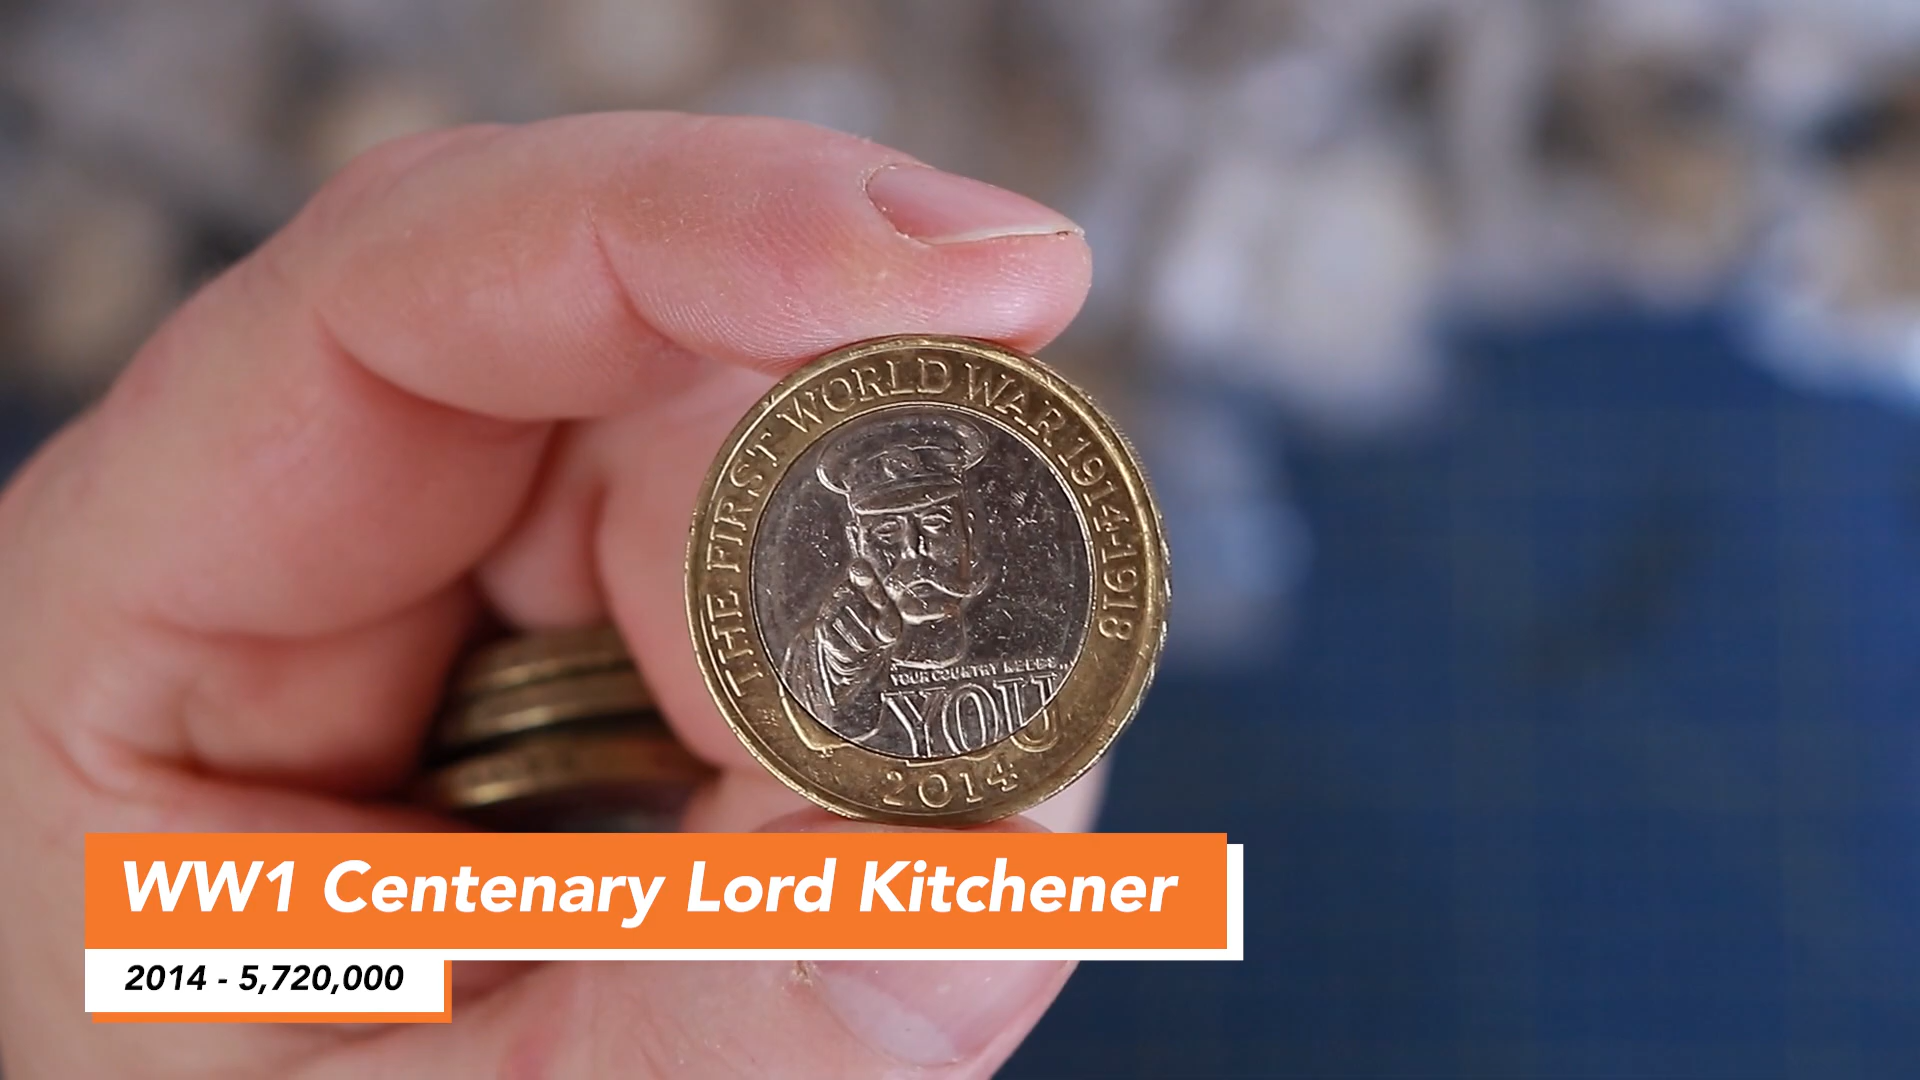 THE FIRST WORLD WAR 1914-1918
YOUR COUNTRY NEEDS..
YOU
2014
WW1 Centenary Lord Kitchener
2014 - 5,720,000